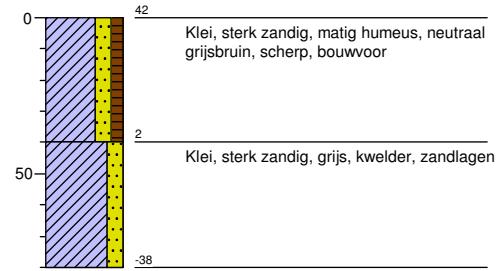 0
42
Klei, sterk zandig, matig humeus, neutraal
grijsbruin, scherp, bouwvoor
2
Klei, sterk zandig, grijs, kwelder, zandlagen
50
-38